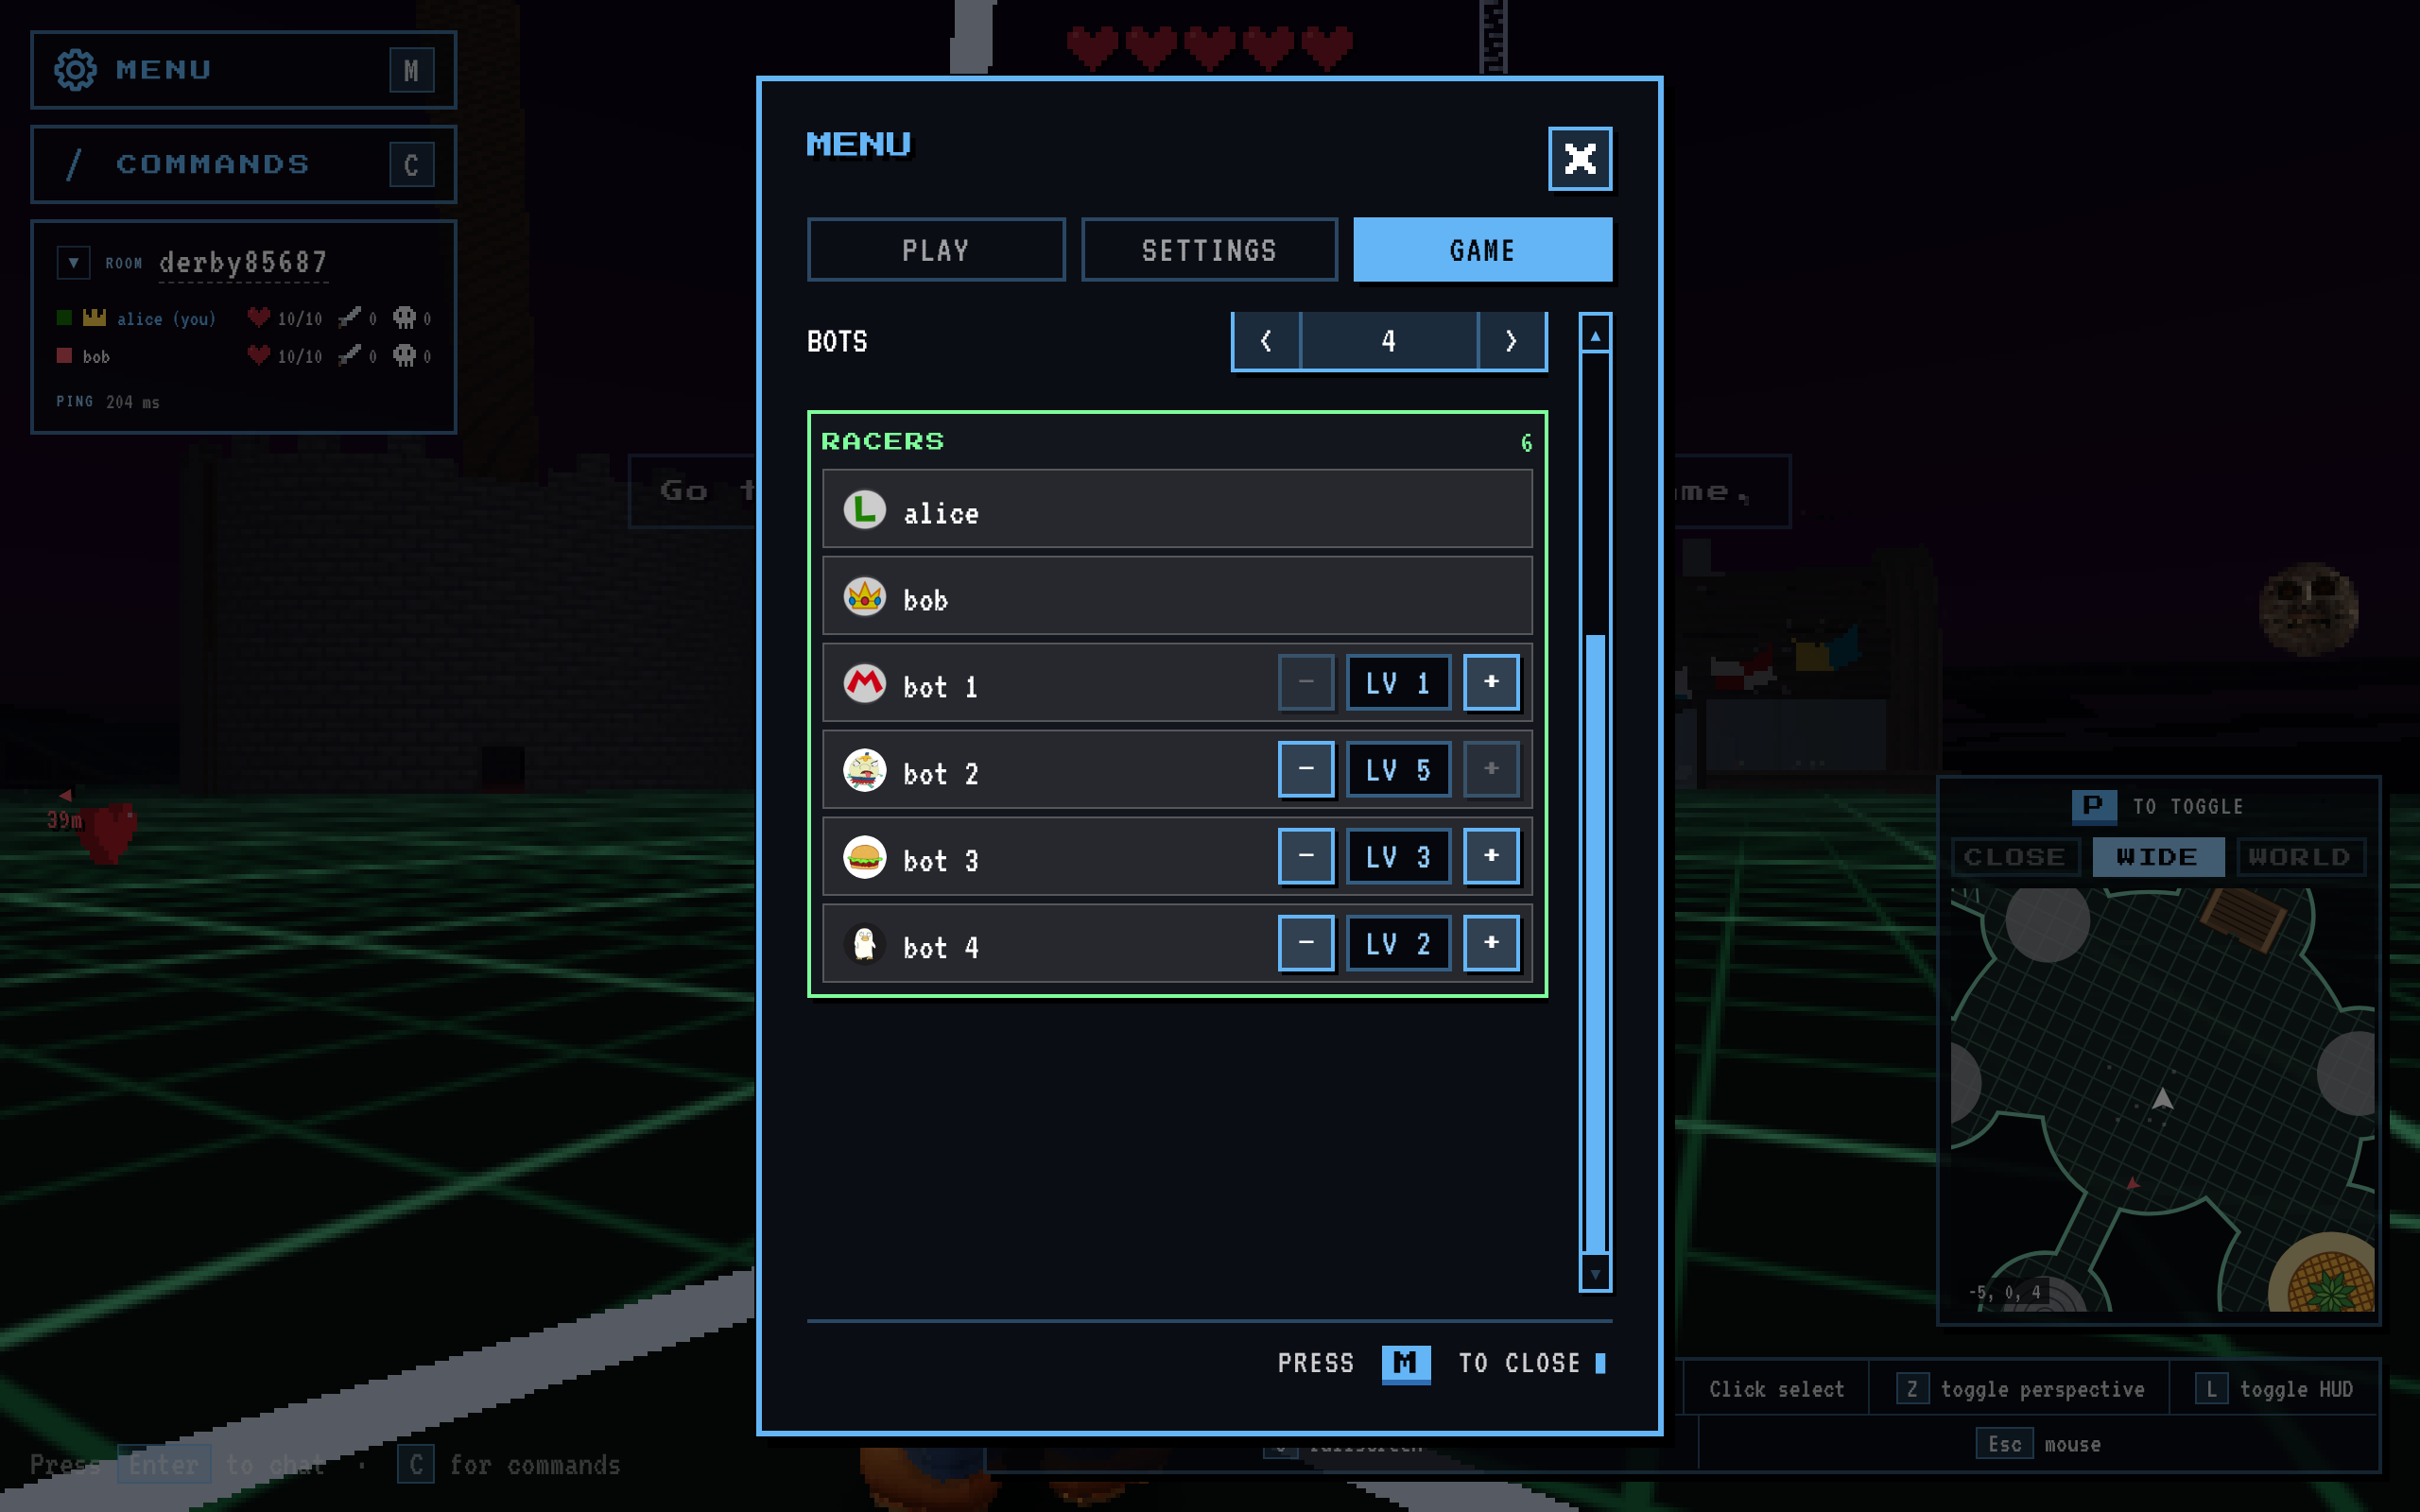 MENU M
/ COMMANDS C
▼ ROOM derby85687
alice (you) 10/10 0 0
bob 10/10 0 0
PING 204 ms
MENU
PLAY SETTINGS GAME
BOTS < 4 >
RACERS 6
L alice
bob
M bot 1 - LV 1 +
bot 2 - LV 5 +
bot 3 - LV 3 +
bot 4 - LV 2 +
PRESS M TO CLOSE
Go
39m
P TO TOGGLE
CLOSE WIDE WORLD
-5, 0, 4
Click select Z toggle perspective L toggle HUD
Esc mouse
Press Enter to chat · C for commands